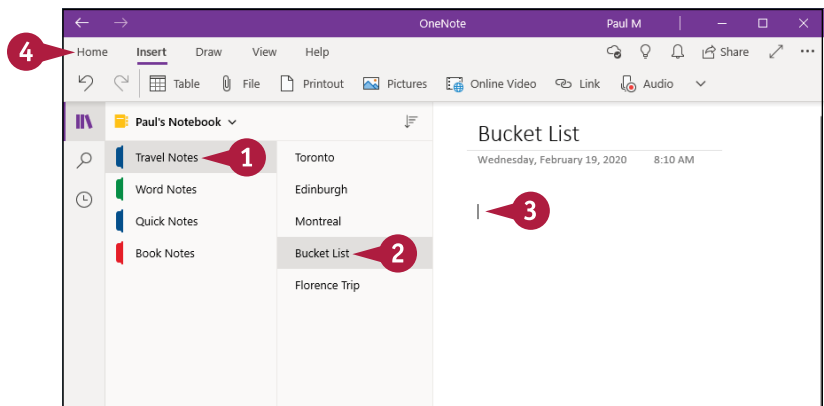 OneNote
Paul M
4
Home Insert Draw View Help
Share
Table File Printout Pictures Online Video Link Audio
Paul's Notebook
Travel Notes
1
Word Notes
Quick Notes
Book Notes
Toronto
Edinburgh
Montreal
Bucket List
2
Florence Trip
Bucket List
Wednesday, February 19, 2020 8:10 AM
3